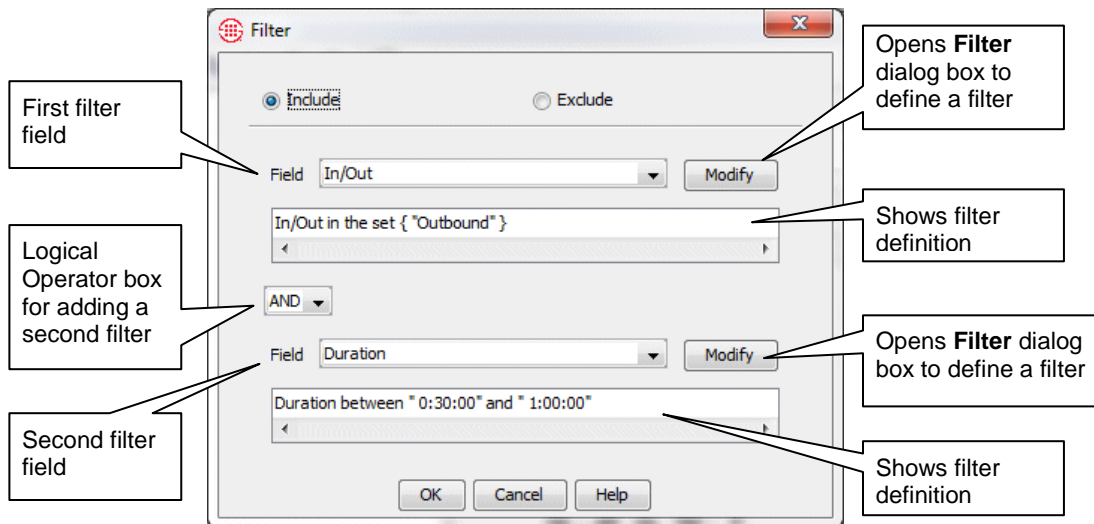 Filter
Include
Exclude
Field
In/Out
Modify
In/Out in the set { "Outbound" }
AND
Field
Duration
Modify
Duration between " 0:30:00" and " 1:00:00"
OK
Cancel
Help
First filter
field
Logical
Operator box
for adding a
second filter
Second filter
field
Opens Filter
dialog box to
define a filter
Shows filter
definition
Opens Filter dialog
box to define a filter
Shows filter
definition